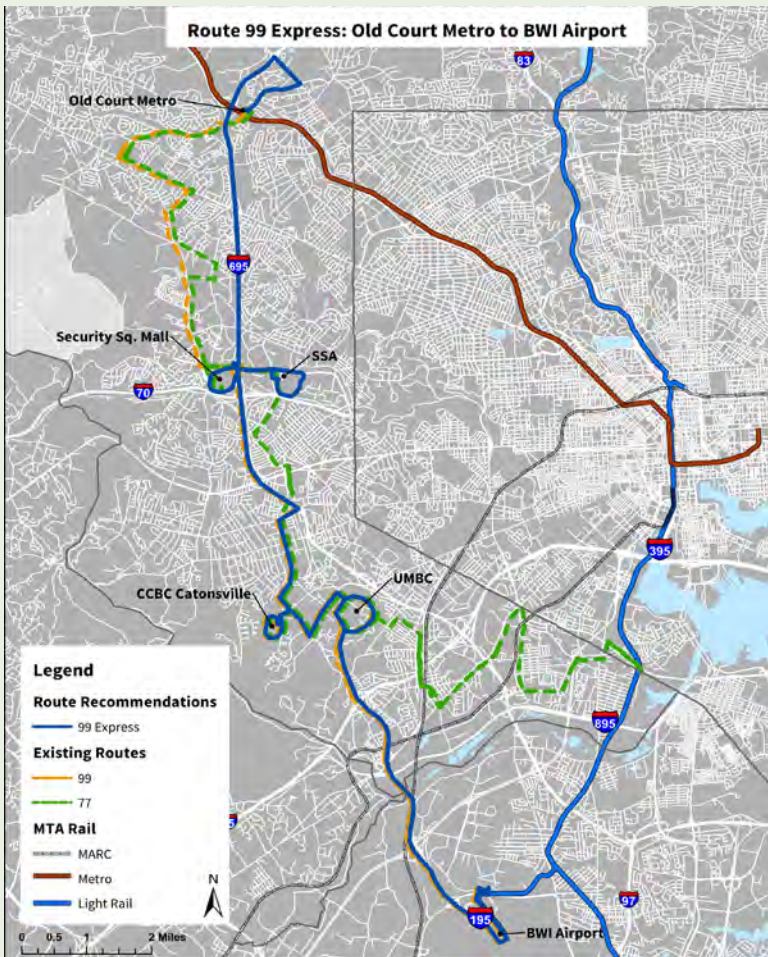 Route 99 Express: Old Court Metro to BWI Airport
83
Old Court Metro
695
Security Sq. Mall
SSA
70
395
CCBC Catonsville
UMBC
895
Legend
Route Recommendations
99 Express
Existing Routes
99
77
MTA Rail
MARC
Metro
Light Rail
5
N
195
97
BWI Airport
0 0.5 1 2 Miles